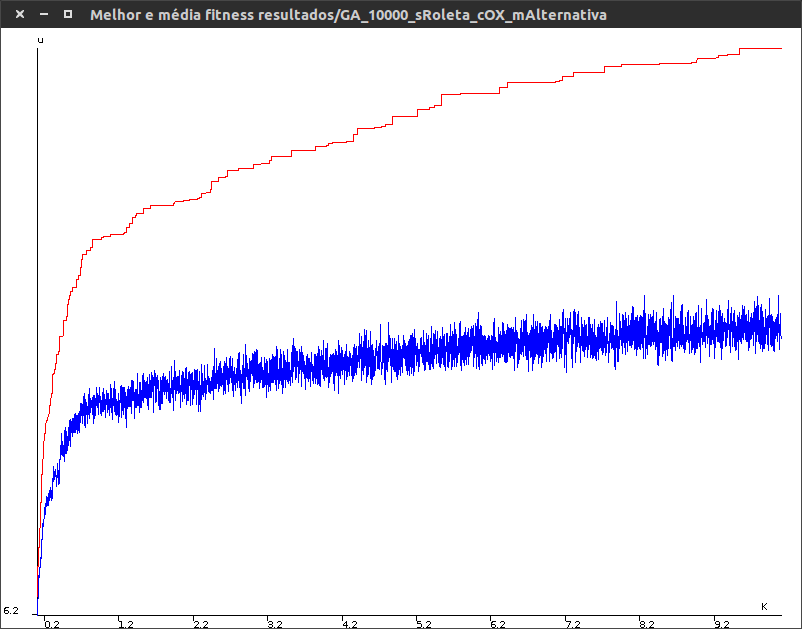 Melhor e média fitness resultados/GA_10000_sRoleta_cOX_mAlternativa
u
6.2
K
0.2 1.2 2.2 3.2 4.2 5.2 6.2 7.2 8.2 9.2